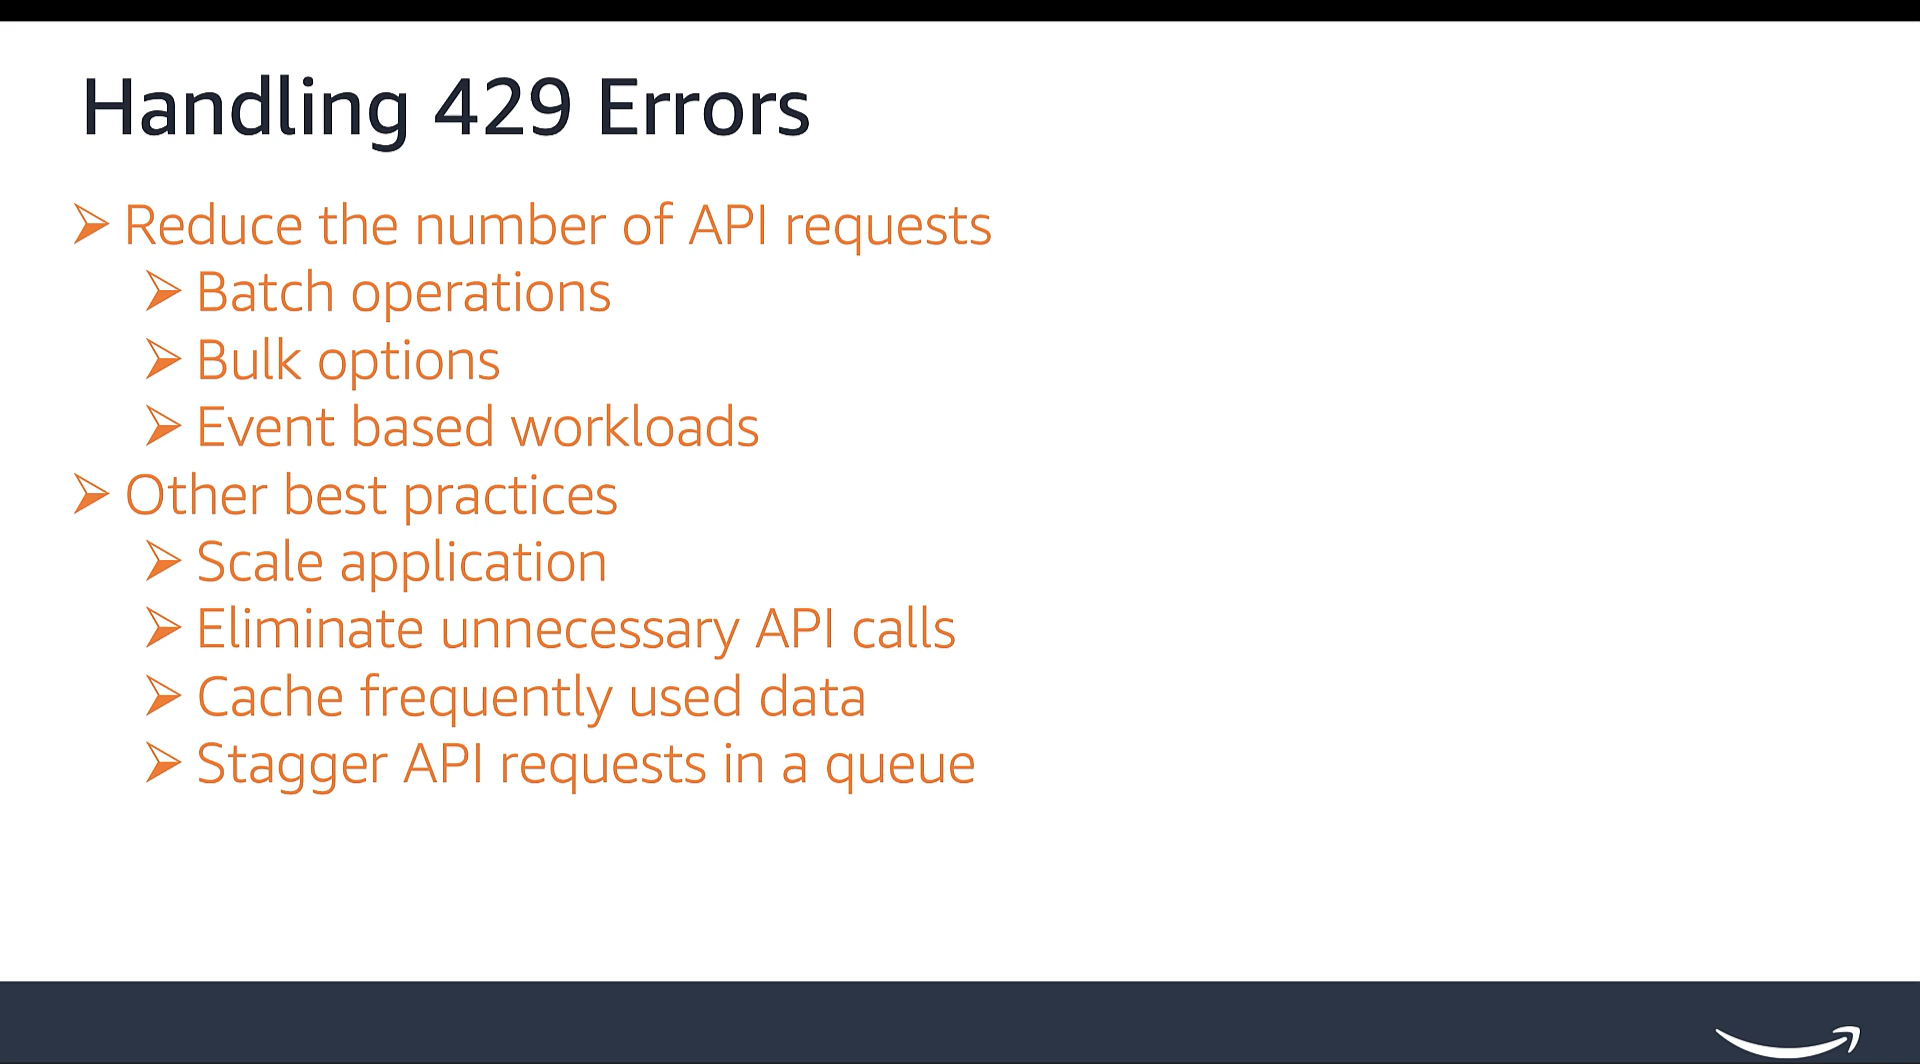 Handling 429 Errors
➢ Reduce the number of API requests
➢ Batch operations
➢ Bulk options
➢ Event based workloads
➢ Other best practices
➢ Scale application
➢ Eliminate unnecessary API calls
➢ Cache frequently used data
➢ Stagger API requests in a queue